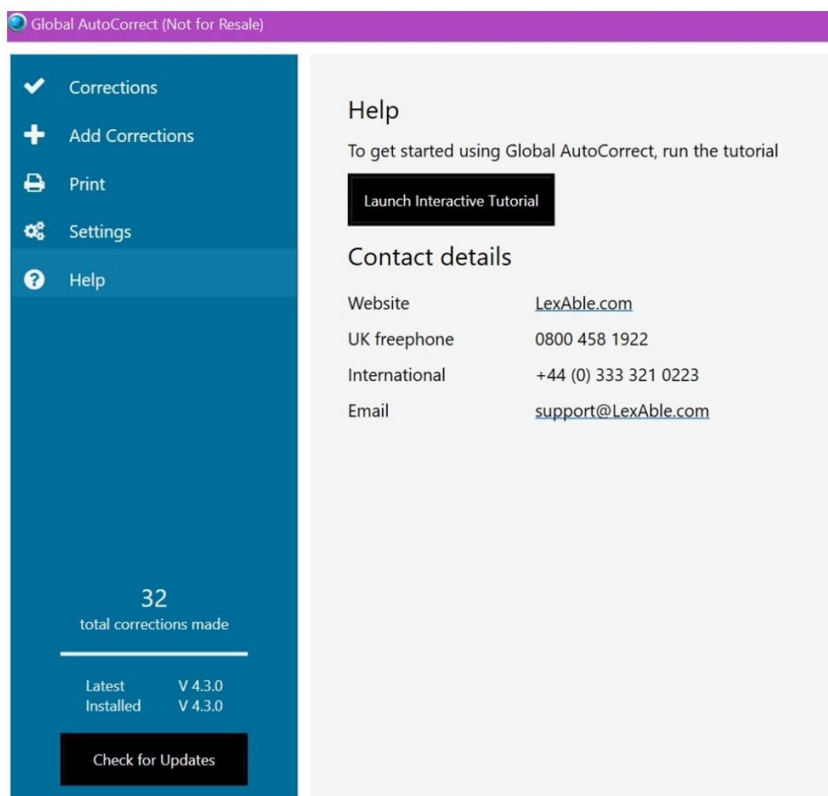 Global AutoCorrect (Not for Resale)
Corrections
Add Corrections
Print
Settings
Help
32
total corrections made
Latest V 4.3.0
Installed V 4.3.0
Check for Updates
Help
To get started using Global AutoCorrect, run the tutorial
Launch Interactive Tutorial
Contact details
Website LexAble.com
UK freephone 0800 458 1922
International +44 (0) 333 321 0223
Email support@LexAble.com